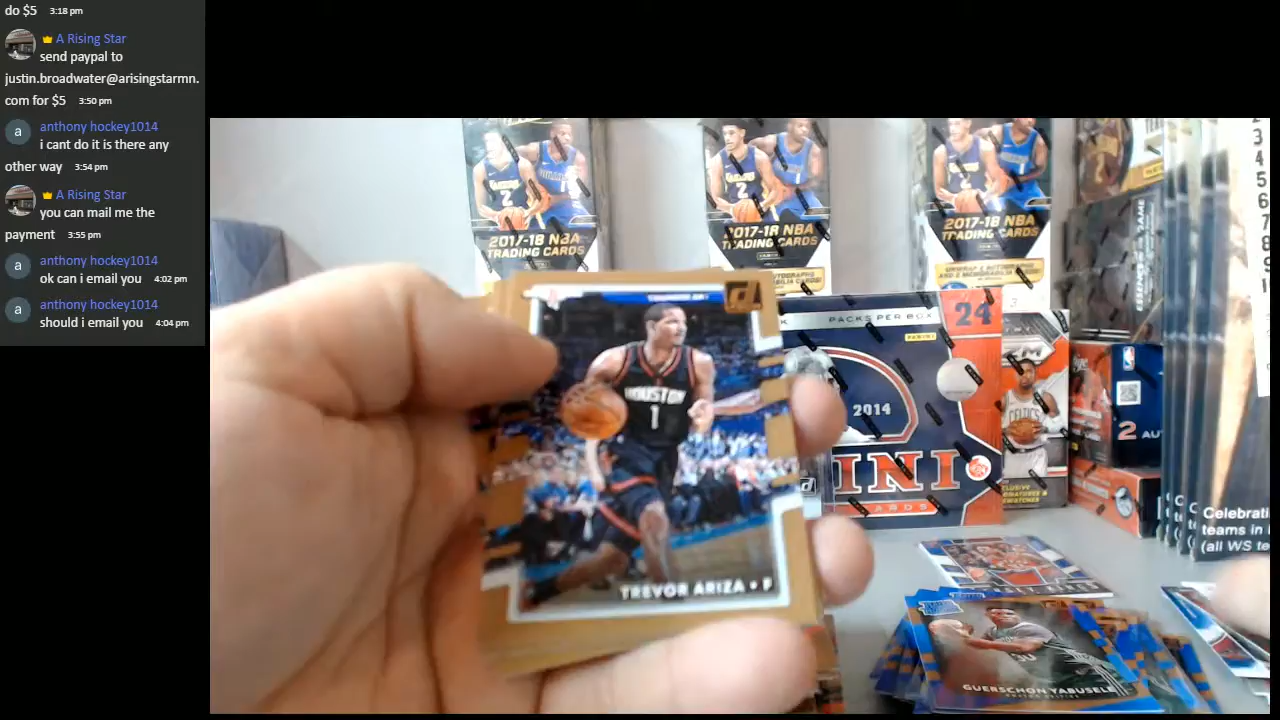 do $5 3:18 pm
A Rising Star
send paypal to
justin.broadwater@arisingstarmn.
com for $5 3:50 pm
a
anthony hockey1014
i cant do it is there any
other way 3:54 pm
A Rising Star
you can mail me the
payment 3:55 pm
a
anthony hockey1014
ok can i email you 4:02 pm
a
anthony hockey1014
should i email you 4:04 pm
2017-18 NBA
TRADING CARDS
2017-18 NBA
TRADING CARDS
2017-18 NBA
TRADING CARDS
PACKS PER BOX
24
PANINI
2014
INI
ARDS
CELTICS
2 AU
3
4
5
6
7
8
9
Celebrati
teams in
(all WS te
HOUSTON
1
TREVOR ARIZA • F
GUERSCHON YABUSELE